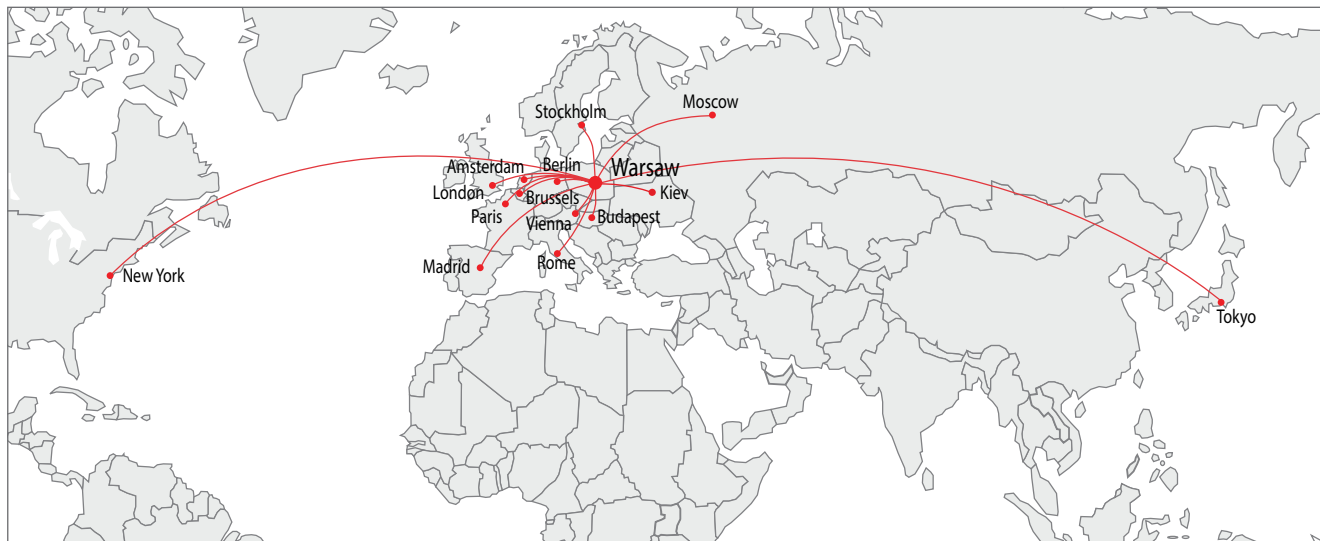 Stockholm
Moscow
Amsterdam
Berlin
Warsaw
London
Brussels
Kiev
Paris
Vienna
Budapest
Madrid
Rome
New York
Tokyo